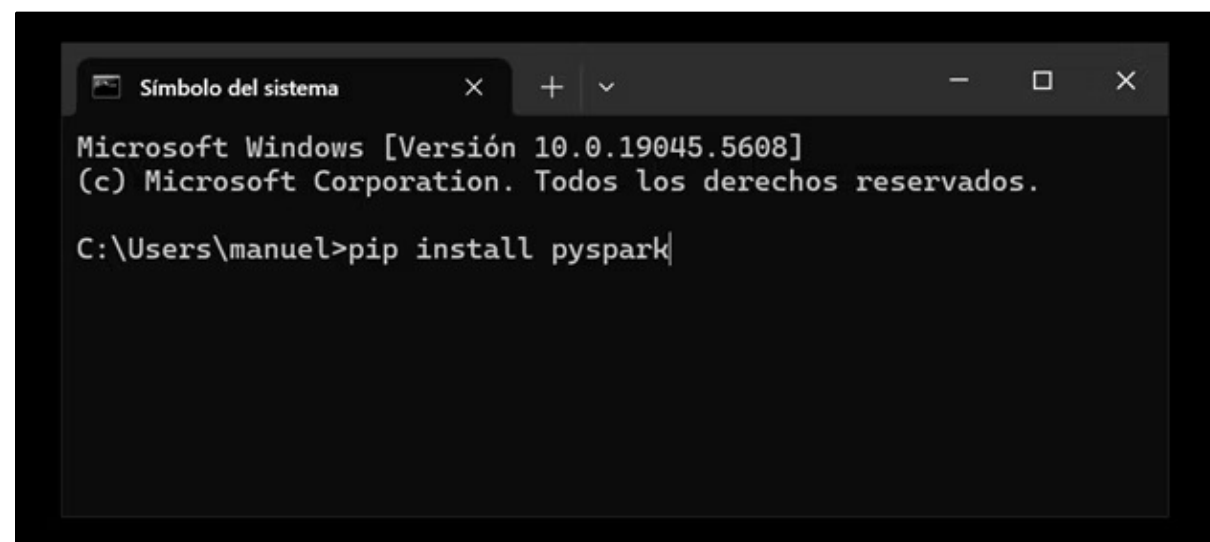 Símbolo del sistema
Microsoft Windows [Versión 10.0.19045.5608]
(c) Microsoft Corporation. Todos los derechos reservados.
C:\Users\manuel>pip install pyspark